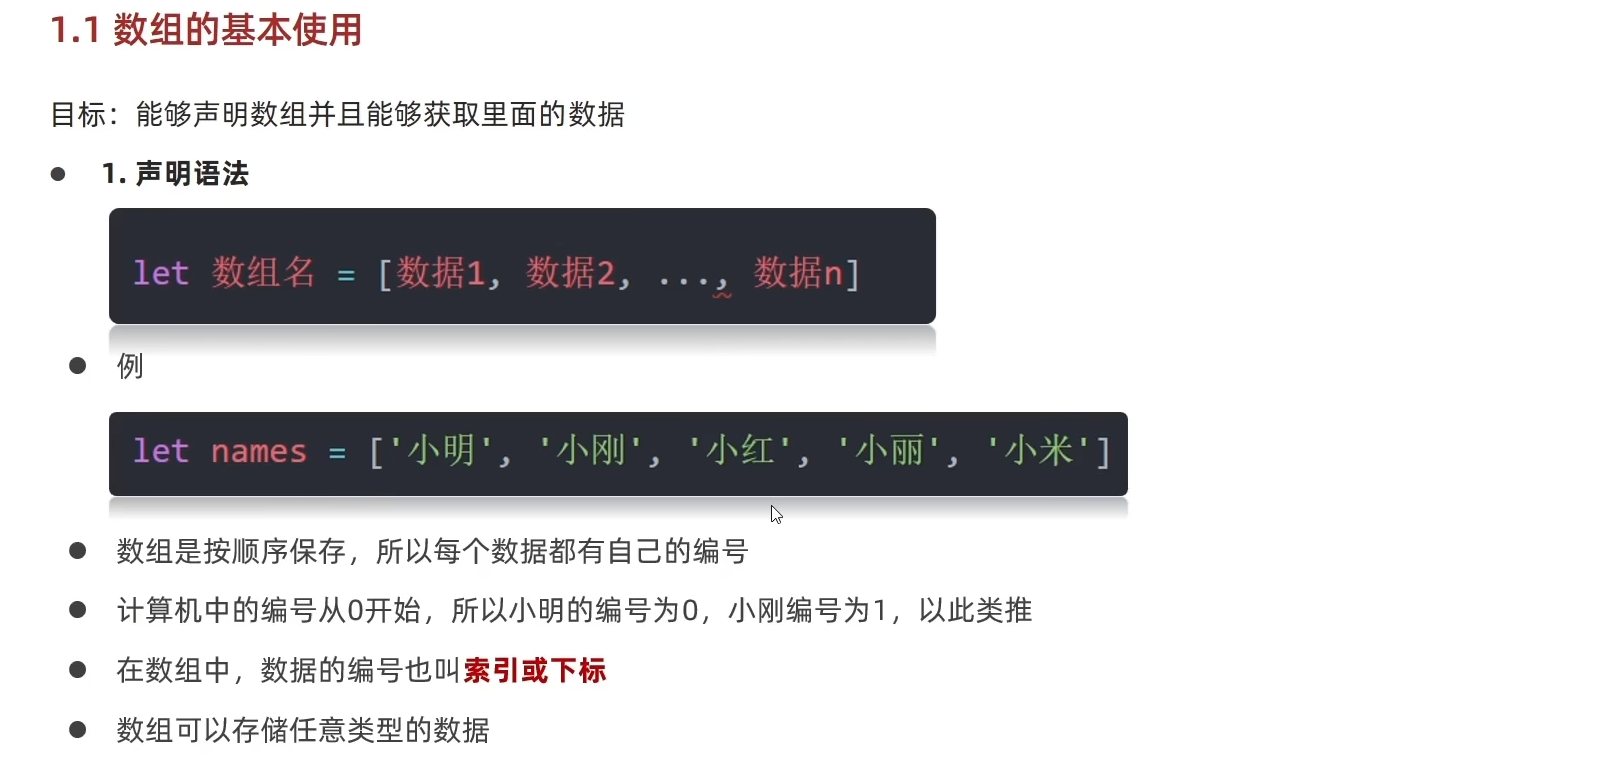 1.1 数组的基本使用
目标：能够声明数组并且能够获取里面的数据
1. 声明语法
let 数组名 = [数据1, 数据2, ..., 数据n]
例
let names = ['小明', '小刚', '小红', '小丽', '小米']
数组是按顺序保存，所以每个数据都有自己的编号
计算机中的编号从0开始，所以小明的编号为0，小刚编号为1，以此类推
在数组中，数据的编号也叫索引或下标
数组可以存储任意类型的数据